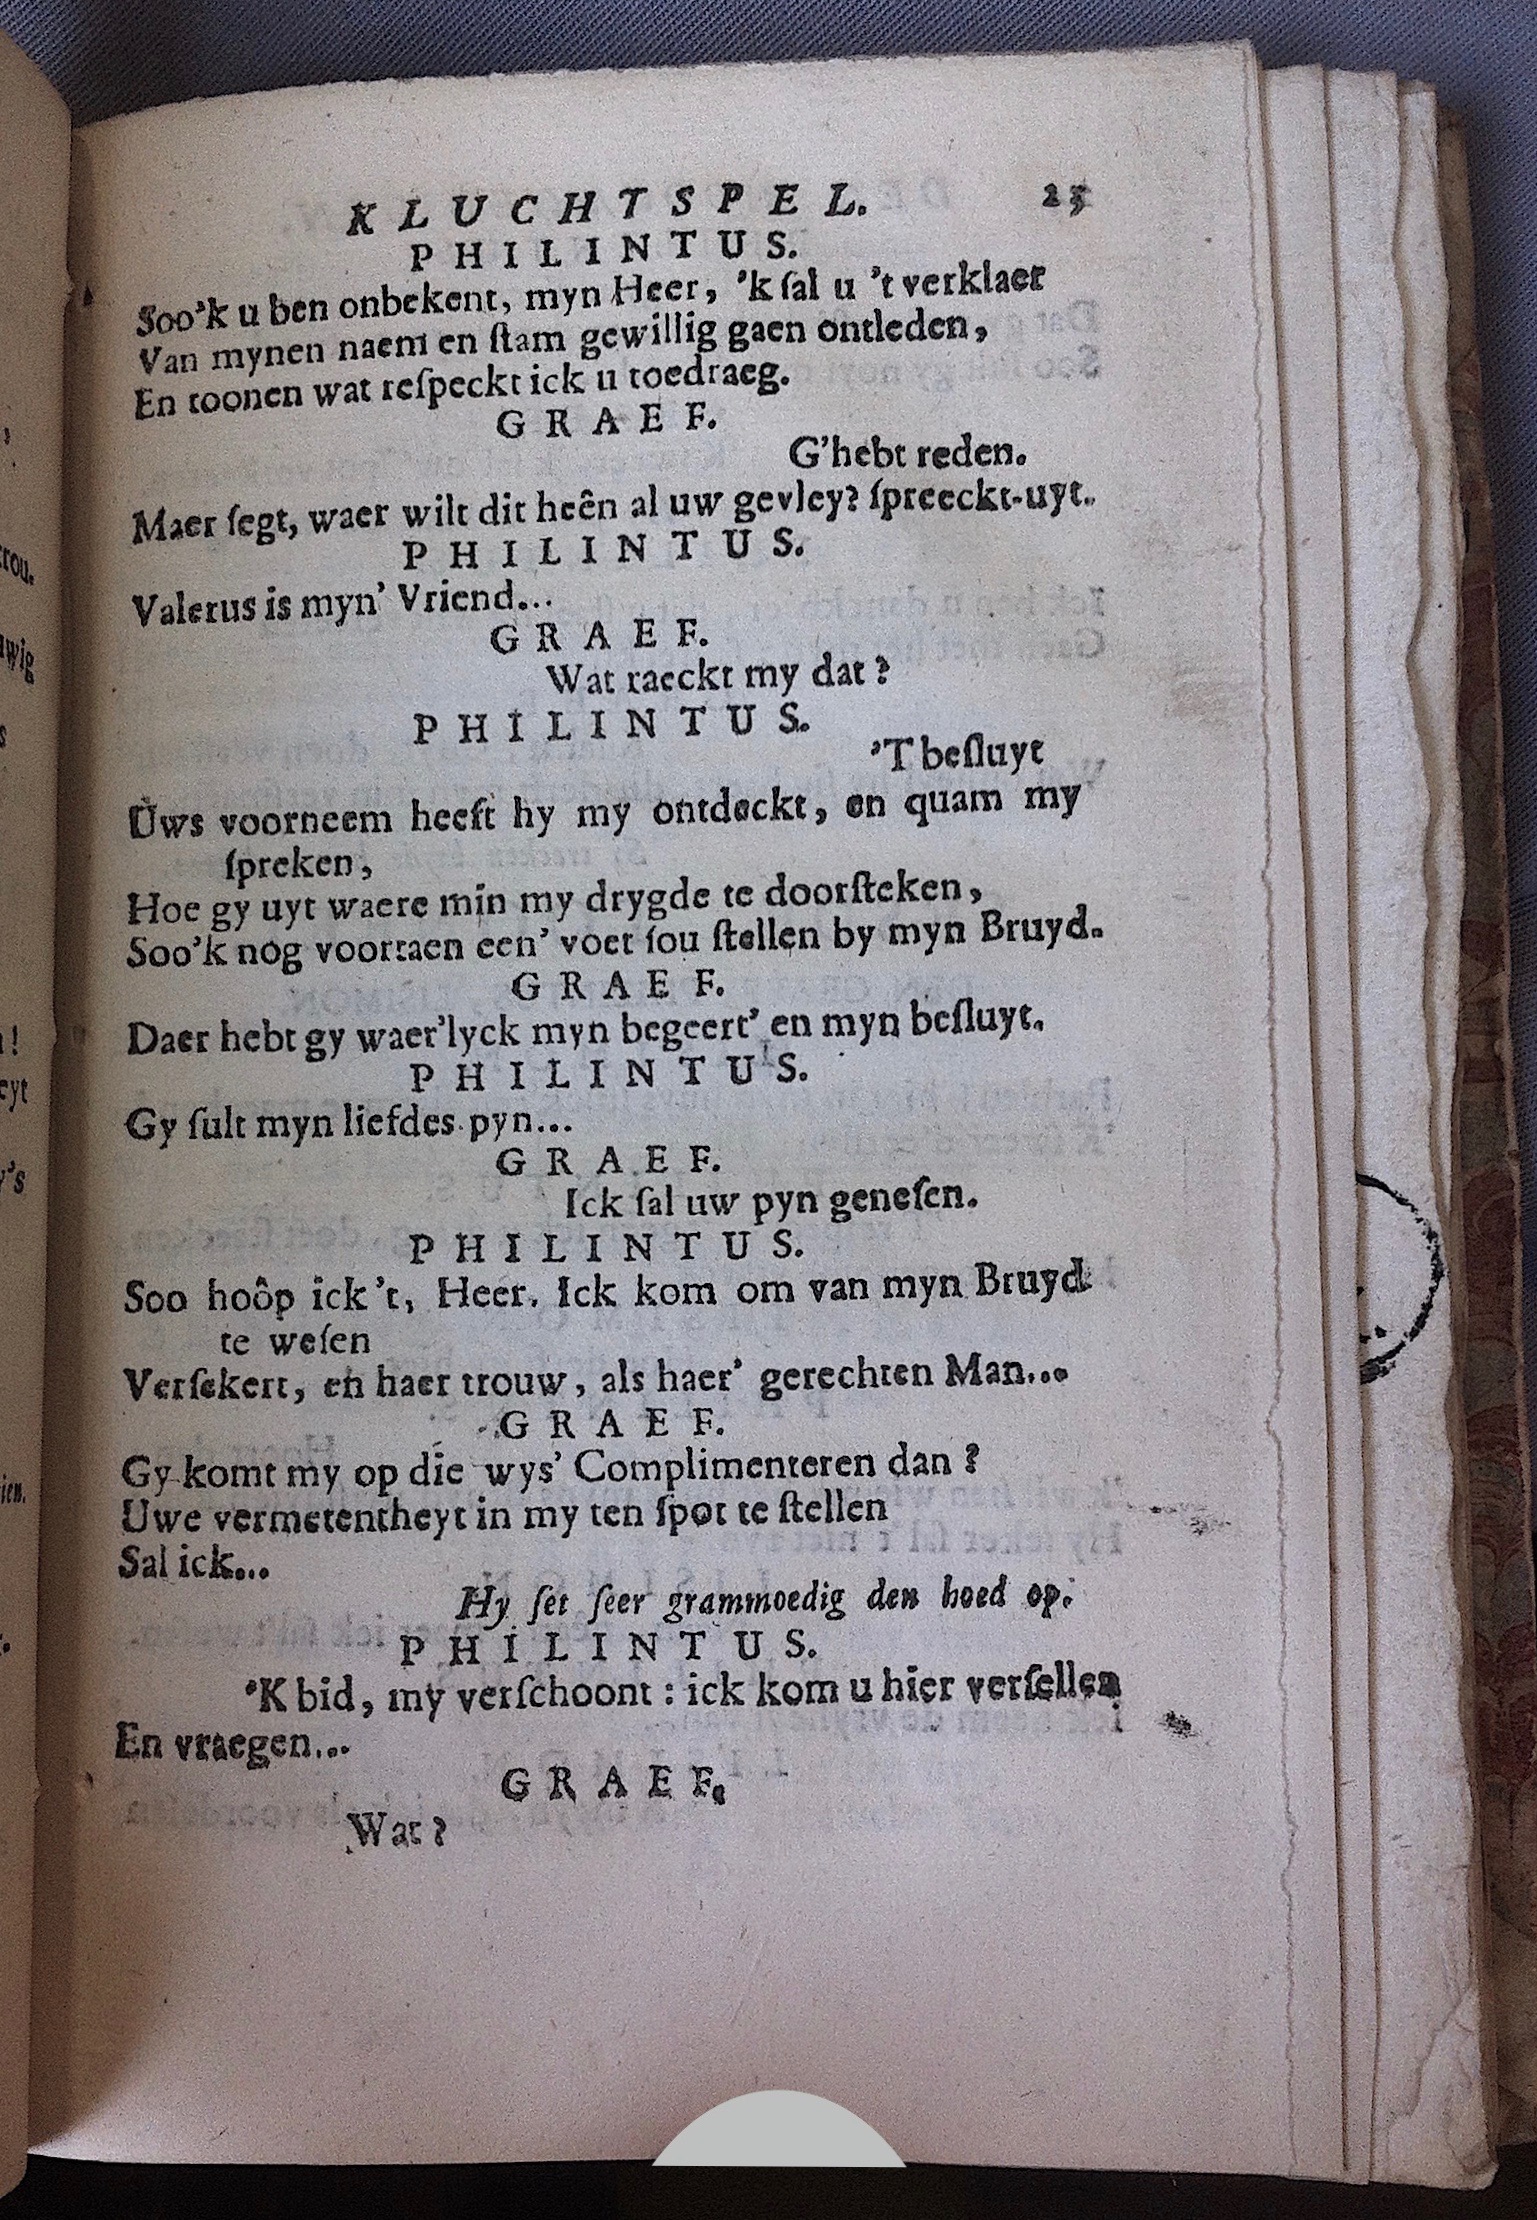 KLUCHTSPEL. 25
PHILINTUS.
Soo'k u ben onbekent, myn Heer, 'k ſal u 't verklaer
Van mynen naem en ſtam gewillig gaen ontleden,
En toonen wat reſpeckt ick u toedraeg.
GRAEF.
G'hebt reden.
Maer ſegt, waer wilt dit heên al uw gevley? ſpreeckt-uyt.
PHILINTUS.
Valerus is myn' Vriend...
GRAEF.
Wat raeckt my dat?
PHILINTUS.
'T beſluyt
Uws voorneem heeft hy my ontdeckt, en quam my
ſpreken,
Hoe gy uyt waere min my drygde te doorſteken,
Soo'k nog voortaen een' voet ſou ſtellen by myn Bruyd.
GRAEF.
Daer hebt gy waer'lyck myn begeert' en myn beſluyt.
PHILINTUS.
Gy ſult myn liefdes pyn...
GRAEF.
Ick ſal uw pyn geneſen.
PHILINTUS.
Soo hoôp ick 't, Heer. Ick kom om van myn Bruyd
te weſen
Verſekert, en haer trouw, als haer' gerechten Man...
GRAEF.
Gy komt my op die wys' Complimenteren dan?
Uwe vermetentheyt in my ten ſpot te ſtellen
Sal ick...
Hy ſet ſeer grammoedig den hoed op.
PHILINTUS.
'K bid, my verſchoont: ick kom u hier verſellen
En vraegen...
GRAEF.
Wat?
trou.